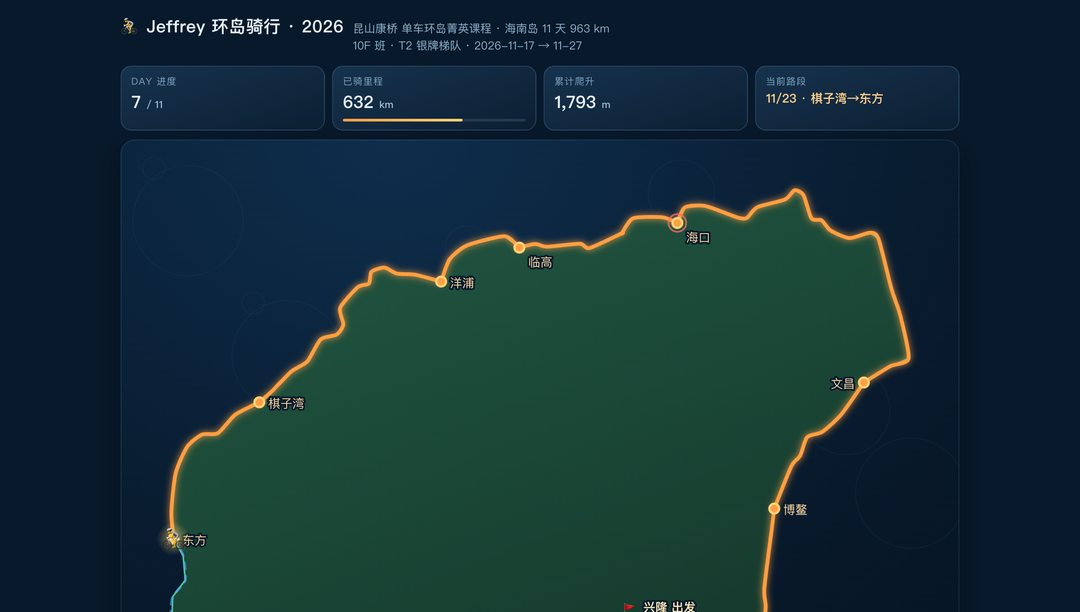 Jeffrey 环岛骑行 · 2026
昆山康桥 单车环岛菁英课程 · 海南岛 11 天 963 km
10F 班 · T2 银牌梯队 · 2026-11-17 → 11-27
DAY 进度
7 / 11
已骑里程
632 km
累计爬升
1,793 m
当前路段
11/23 · 棋子湾→东方
海口
临高
洋浦
文昌
棋子湾
博鳌
东方
兴隆 出发